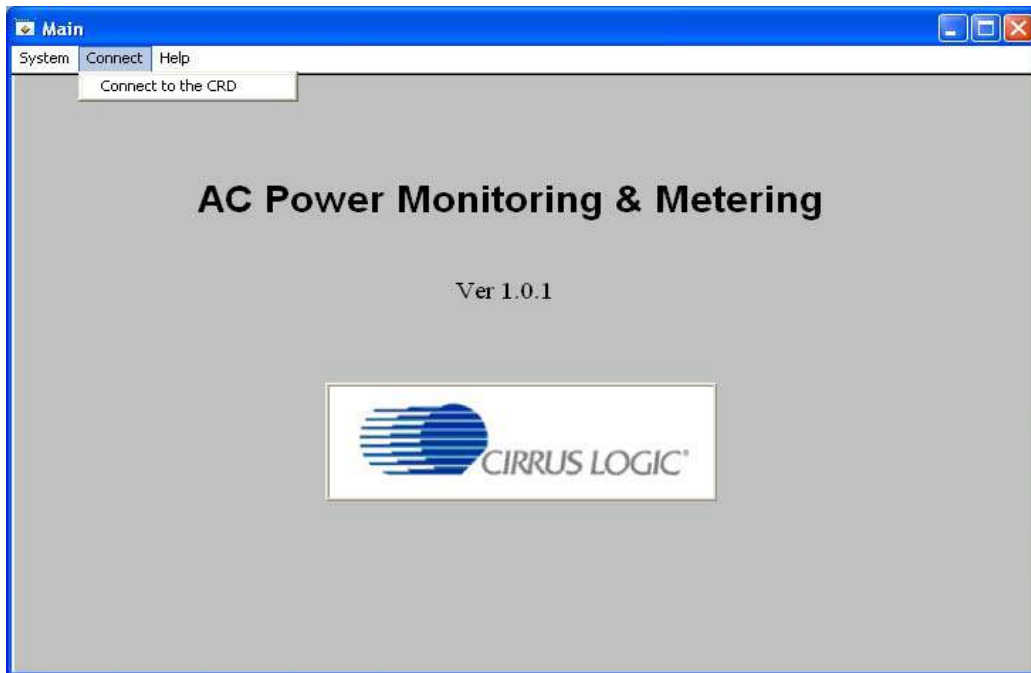 Main
System Connect Help
Connect to the CRD
AC Power Monitoring & Metering
Ver 1.0.1
CIRRUS LOGIC®